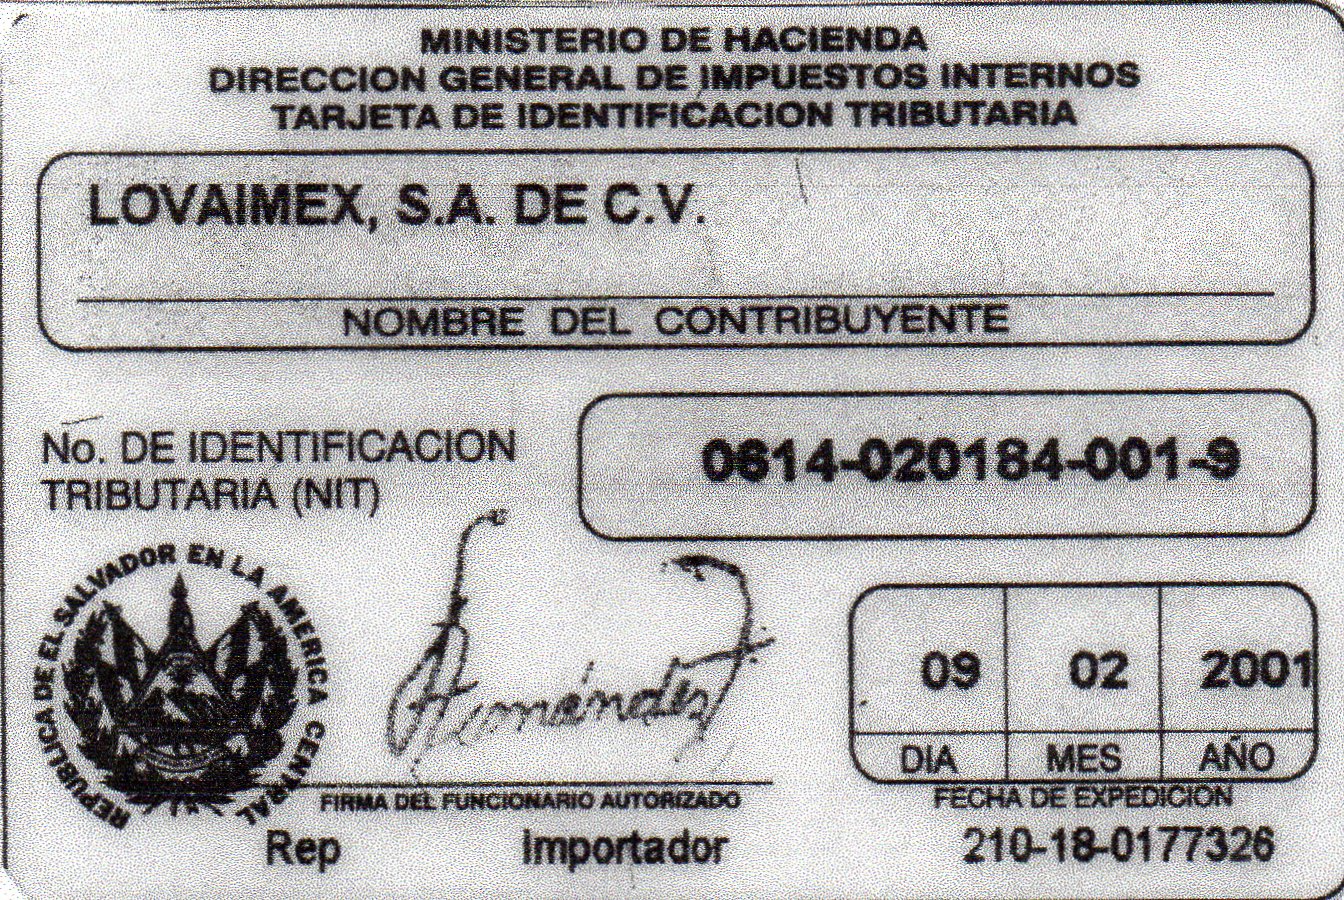 MINISTERIO DE HACIENDA
DIRECCION GENERAL DE IMPUESTOS INTERNOS
TARJETA DE IDENTIFICACION TRIBUTARIA
LOVAIMEX, S.A. DE C.V.
NOMBRE DEL CONTRIBUYENTE
No. DE IDENTIFICACION
TRIBUTARIA (NIT)
0614-020184-001-9
REPUBLICA DE EL SALVADOR EN LA AMERICA CENTRAL
Hernández
09 02 2001
DIA MES AÑO
FIRMA DEL FUNCIONARIO AUTORIZADO
FECHA DE EXPEDICION
Rep Importador 210-18-0177326